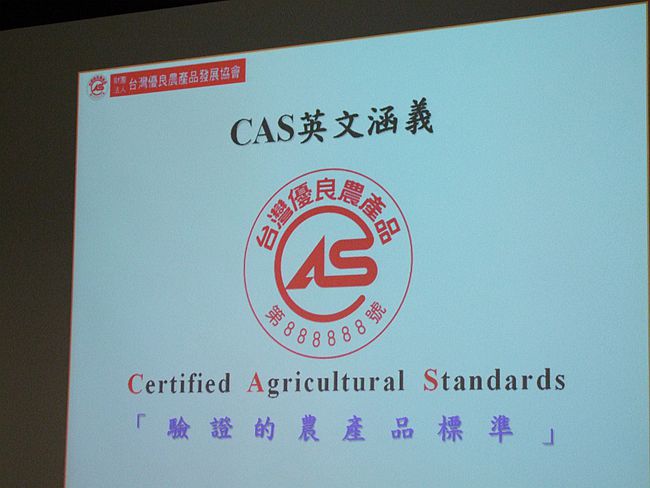 CAS
財團
法人
台灣優良農產品發展協會
CAS英文涵義
台灣優良農產品
CAS
第888888號
Certified Agricultural Standards
「驗證的農產品標準」